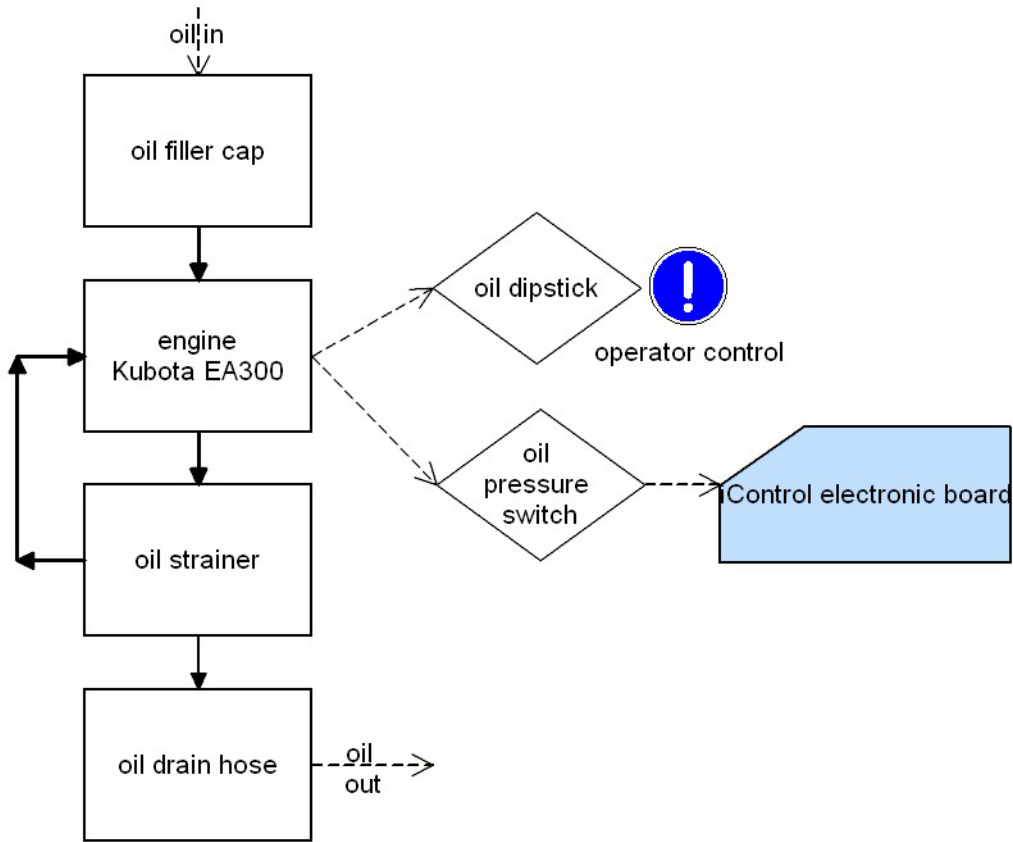 oil in
oil filler cap
engine
Kubota EA300
oil dipstick
operator control
oil
pressure
switch
iControl electronic board
oil strainer
oil drain hose
oil
out